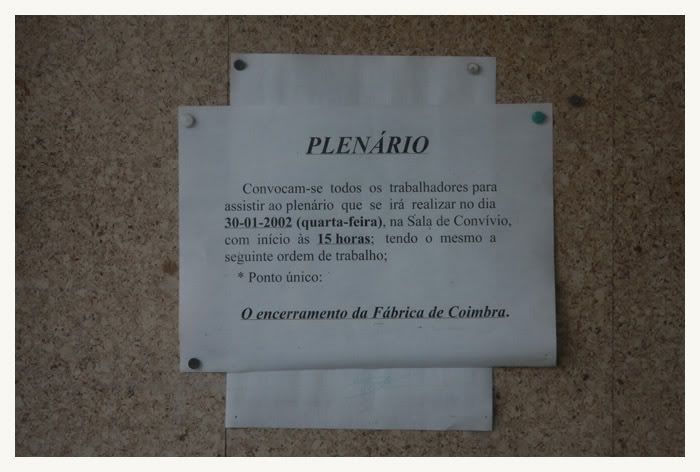 PLENÁRIO
Convocam-se todos os trabalhadores para
assistir ao plenário que se irá realizar no dia
30-01-2002 (quarta-feira), na Sala de Convívio,
com início às 15 horas; tendo o mesmo a
seguinte ordem de trabalho;
* Ponto único:
O encerramento da Fábrica de Coimbra.